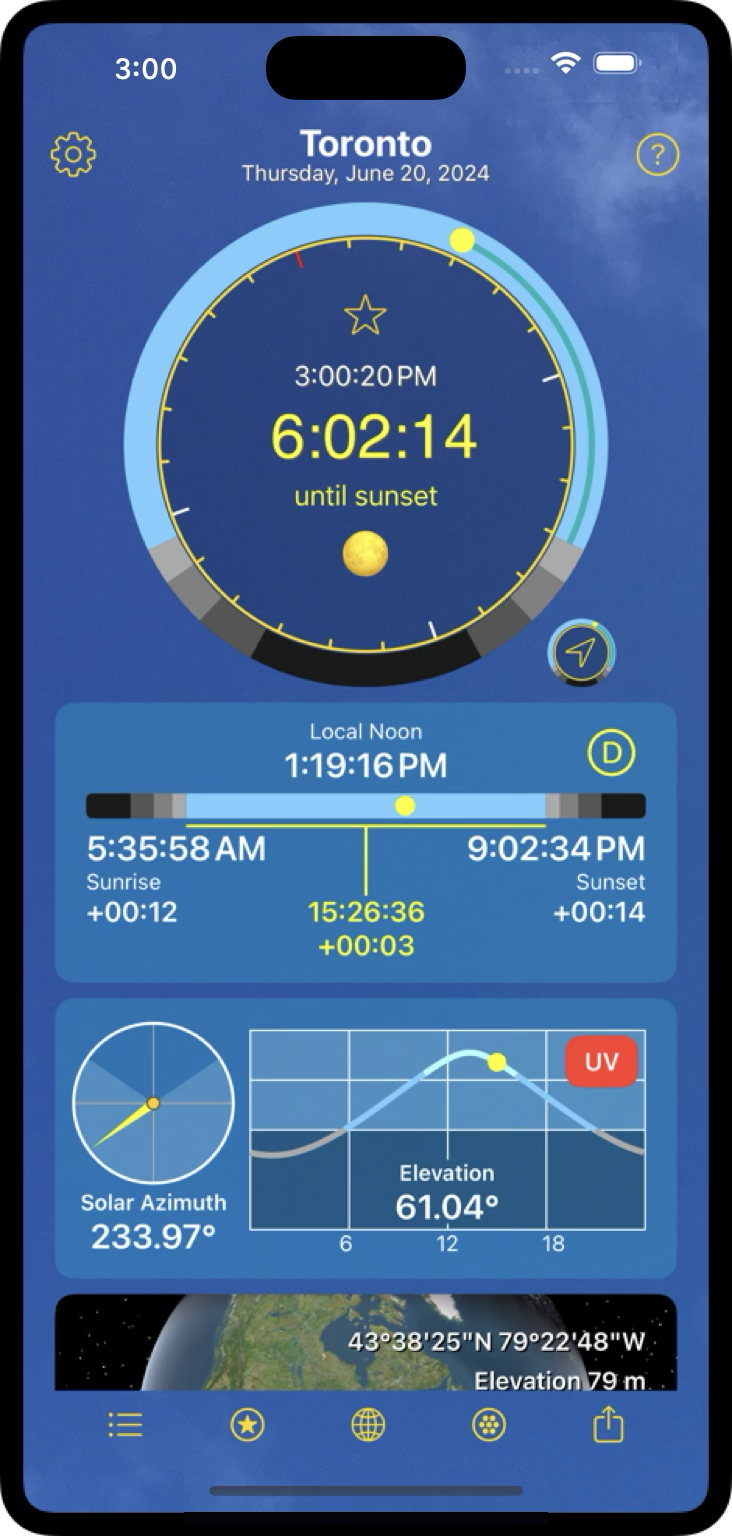 3:00
Toronto
Thursday, June 20, 2024
?
3:00:20 PM
6:02:14
until sunset
Local Noon
1:19:16 PM
D
5:35:58 AM
9:02:34 PM
Sunrise
Sunset
+00:12
15:26:36
+00:14
+00:03
UV
Elevation
61.04°
Solar Azimuth
233.97°
6
12
18
43°38'25"N 79°22'48"W
Elevation 79 m